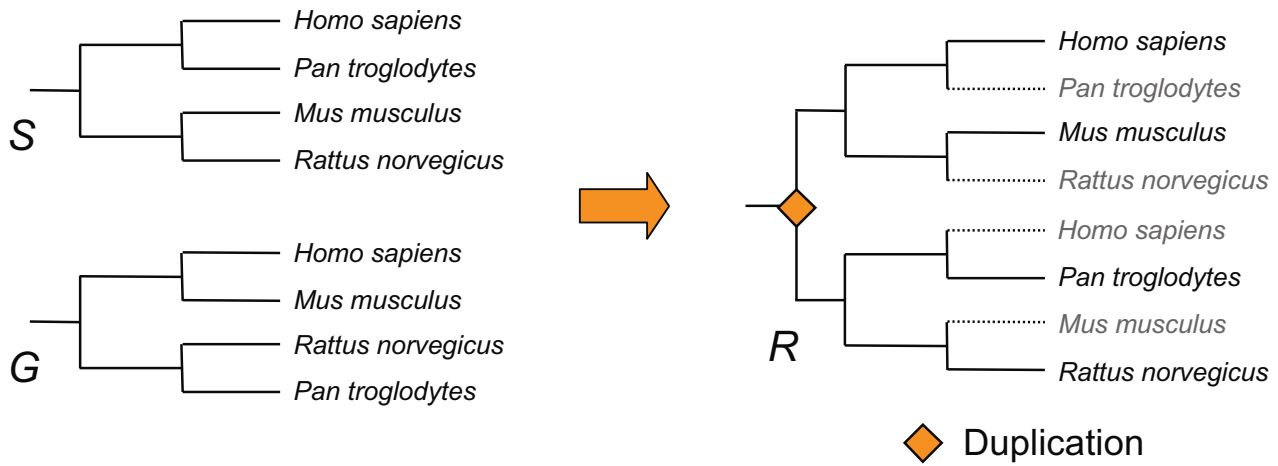 Homo sapiens
Pan troglodytes
Mus musculus
Rattus norvegicus
S
Homo sapiens
Mus musculus
Rattus norvegicus
Pan troglodytes
G
Homo sapiens
Pan troglodytes
Mus musculus
Rattus norvegicus
Homo sapiens
Pan troglodytes
Mus musculus
Rattus norvegicus
R
Duplication